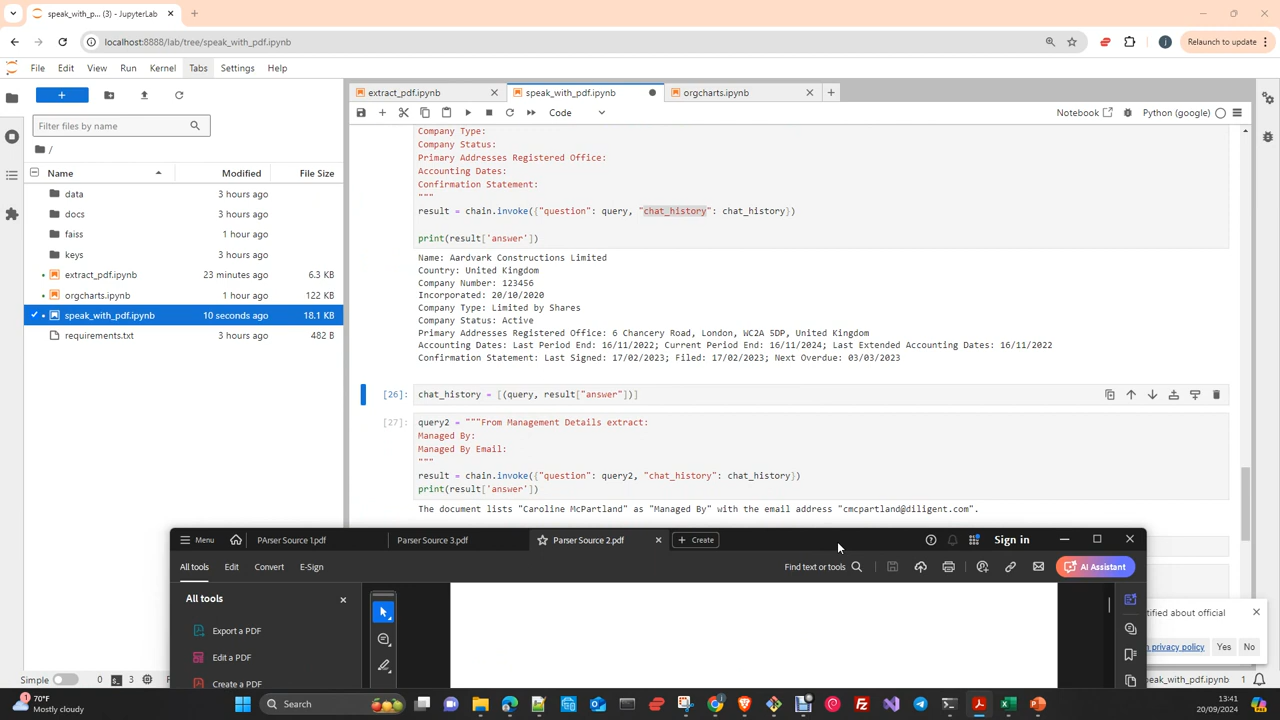 speak_with_p... (3) - JupyterLab
localhost:8888/lab/tree/speak_with_pdf.ipynb
Relaunch to update
File Edit View Run Kernel Tabs Settings Help
extract_pdf.ipynb
speak_with_pdf.ipynb
orgcharts.ipynb
Filter files by name
Code
Notebook
Python (google)
/
Name Modified File Size
data 3 hours ago
docs 3 hours ago
faiss 1 hour ago
keys 3 hours ago
extract_pdf.ipynb 23 minutes ago 6.3 KB
orgcharts.ipynb 1 hour ago 122 KB
speak_with_pdf.ipynb 10 seconds ago 18.1 KB
requirements.txt 3 hours ago 482 B
Company Type:
Company Status:
Primary Addresses Registered Office:
Accounting Dates:
Confirmation Statement:
"""
result = chain.invoke({"question": query, "chat_history": chat_history})
print(result['answer'])
Name: Aardvark Constructions Limited
Country: United Kingdom
Company Number: 123456
Incorporated: 20/10/2020
Company Type: Limited by Shares
Company Status: Active
Primary Addresses Registered Office: 6 Chancery Road, London, WC2A 5DP, United Kingdom
Accounting Dates: Last Period End: 16/11/2022; Current Period End: 16/11/2024; Last Extended Accounting Dates: 16/11/2022
Confirmation Statement: Last Signed: 17/02/2023; Filed: 17/02/2023; Next Overdue: 03/03/2023
[26]: chat_history = [(query, result["answer"])]
[27]: query2 = """From Management Details extract:
Managed By:
Managed By Email:
"""
result = chain.invoke({"question": query2, "chat_history": chat_history})
print(result['answer'])
The document lists "Caroline McPartland" as "Managed By" with the email address "cmcpartland@diligent.com".
Menu
PArser Source 1.pdf
Parser Source 3.pdf
Parser Source 2.pdf
Create
Sign in
All tools Edit Convert E-Sign
Find text or tools
AI Assistant
All tools
Export a PDF
Edit a PDF
Create a PDF
tified about official
privacy policy
Yes No
Simple 0 3
speak_with_pdf.ipynb 1
1
70°F
Mostly cloudy
Search
13:41
20/09/2024